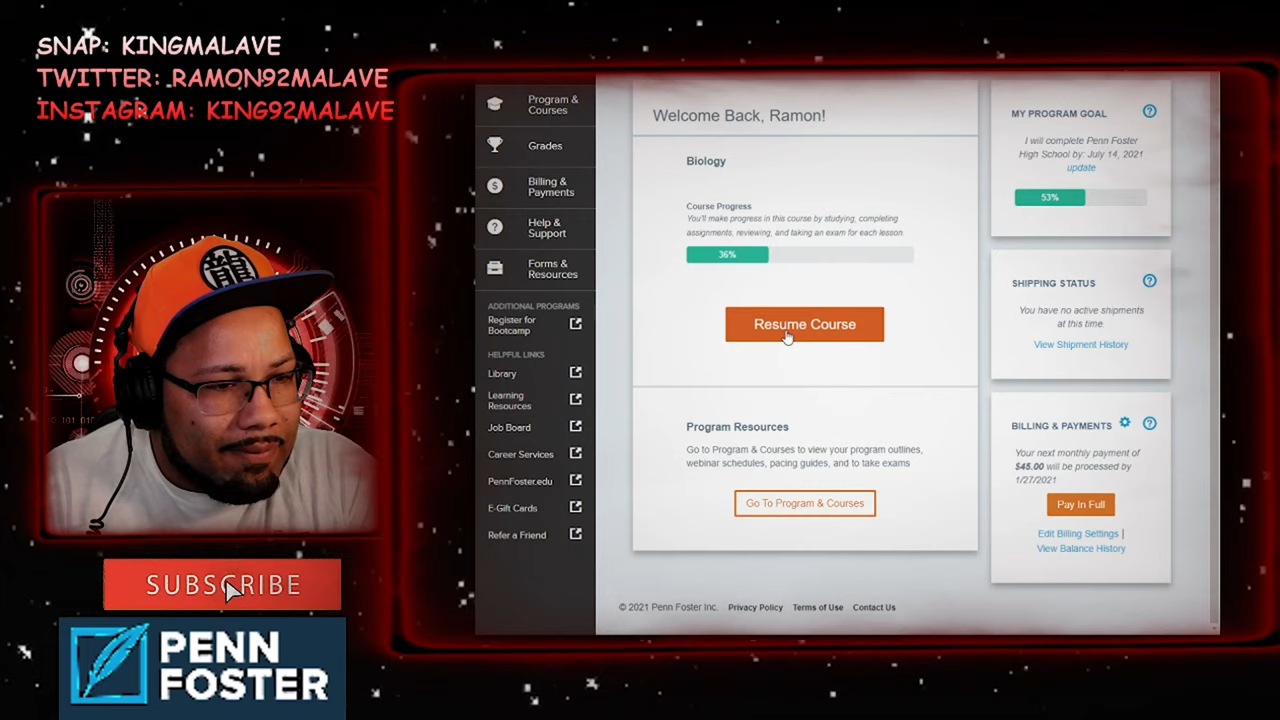 SNAP: KINGMALAVE
TWITTER: RAMON92MALAVE
INSTAGRAM: KING92MALAVE
龍
SUBSCRIBE
PENN
FOSTER
Program &
Courses
Grades
Billing &
Payments
Help &
Support
Forms &
Resources
ADDITIONAL PROGRAMS
Register for
Bootcamp
HELPFUL LINKS
Library
Learning
Resources
Job Board
Career Services
PennFoster.edu
E-Gift Cards
Refer a Friend
Welcome Back, Ramon!
Biology
Course Progress
You'll make progress in this course by studying, completing
assignments, reviewing, and taking an exam for each lesson.
36%
Resume Course
Program Resources
Go to Program & Courses to view your program outlines,
webinar schedules, pacing guides, and to take exams
Go To Program & Courses
© 2021 Penn Foster Inc. Privacy Policy Terms of Use Contact Us
MY PROGRAM GOAL
I will complete Penn Foster
High School by: July 14, 2021
update
53%
SHIPPING STATUS
You have no active shipments
at this time.
View Shipment History
BILLING & PAYMENTS
Your next monthly payment of
$45.00 will be processed by
1/27/2021
Pay In Full
Edit Billing Settings |
View Balance History